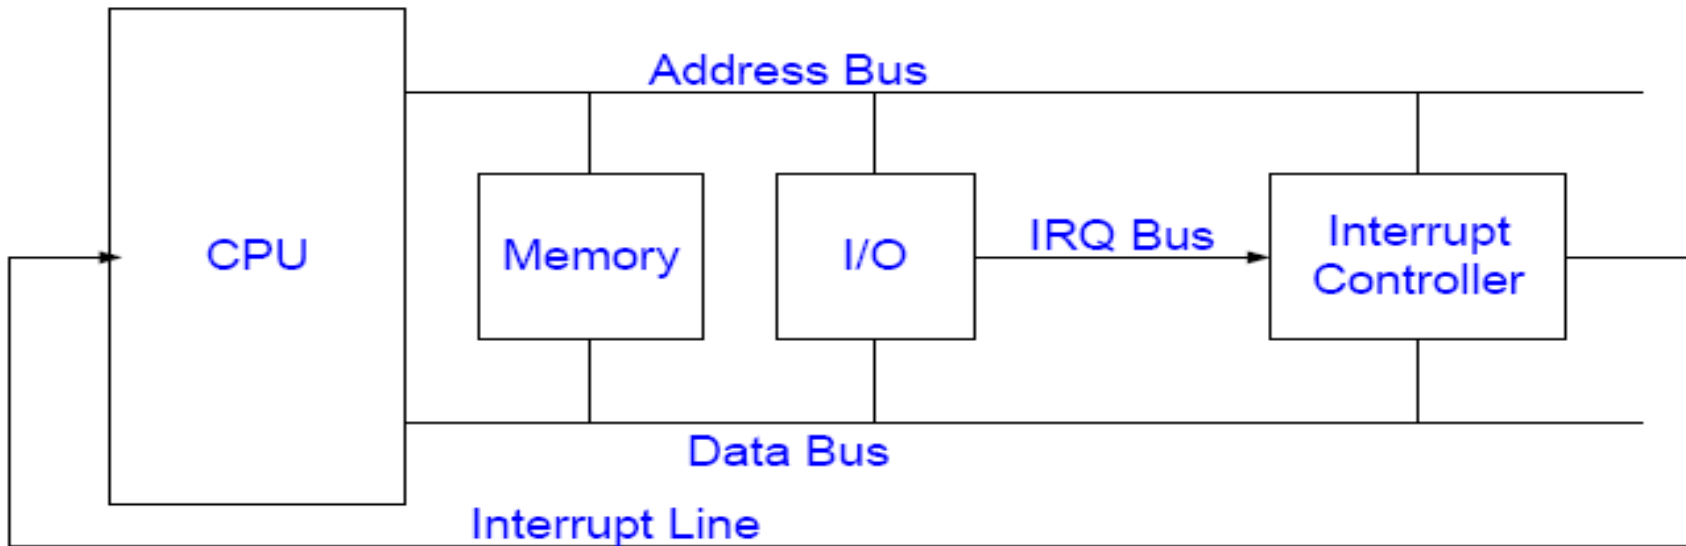 Address Bus
CPU
Memory
I/O
IRQ Bus
Interrupt
Controller
Data Bus
Interrupt Line